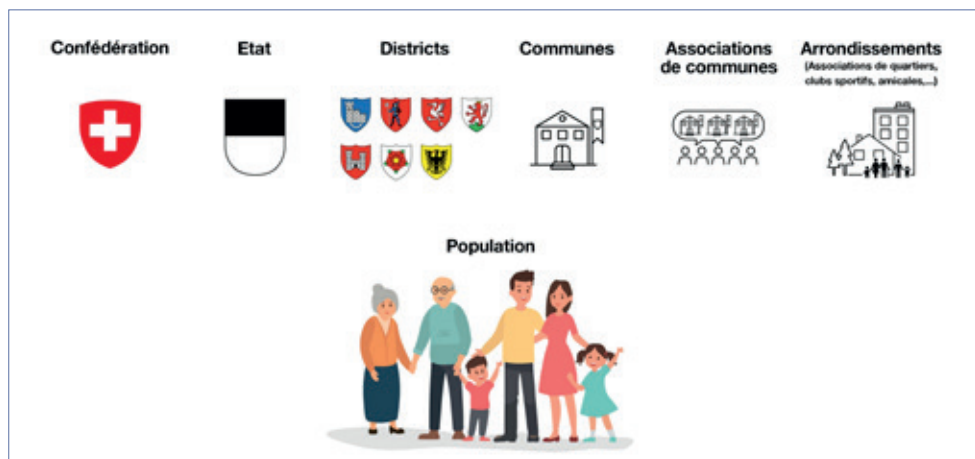 Confédération
Etat
Districts
Communes
Associations
de communes
Arrondissements
(Associations de quartiers,
clubs sportifs, amicales,...)
Population